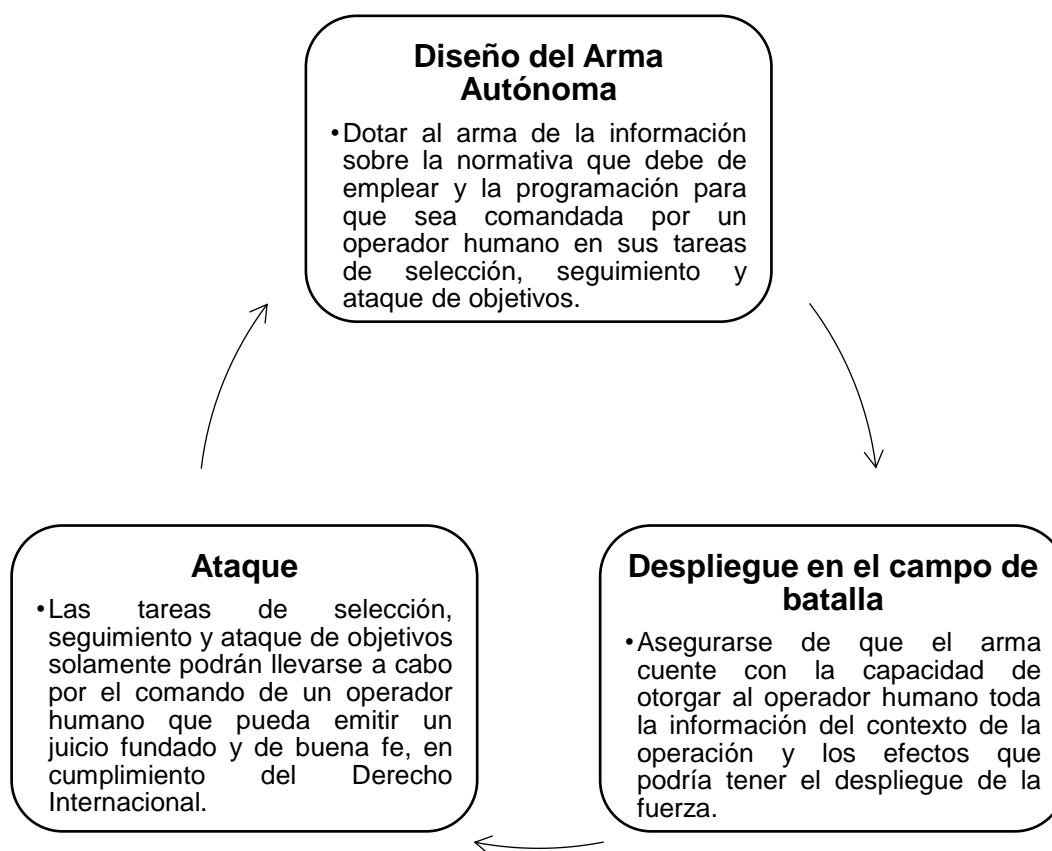 Diseño del Arma
Autónoma
•Dotar al arma de la información
sobre la normativa que debe de
emplear y la programación para
que sea comandada por un
operador humano en sus tareas
de selección, seguimiento y
ataque de objetivos.
Ataque
•Las tareas de selección,
seguimiento y ataque de objetivos
solamente podrán llevarse a cabo
por el comando de un operador
humano que pueda emitir un
juicio fundado y de buena fe, en
cumplimiento del Derecho
Internacional.
Despliegue en el campo de
batalla
•Asegurarse de que el arma
cuente con la capacidad de
otorgar al operador humano toda
la información del contexto de la
operación y los efectos que
podría tener el despliegue de la
fuerza.